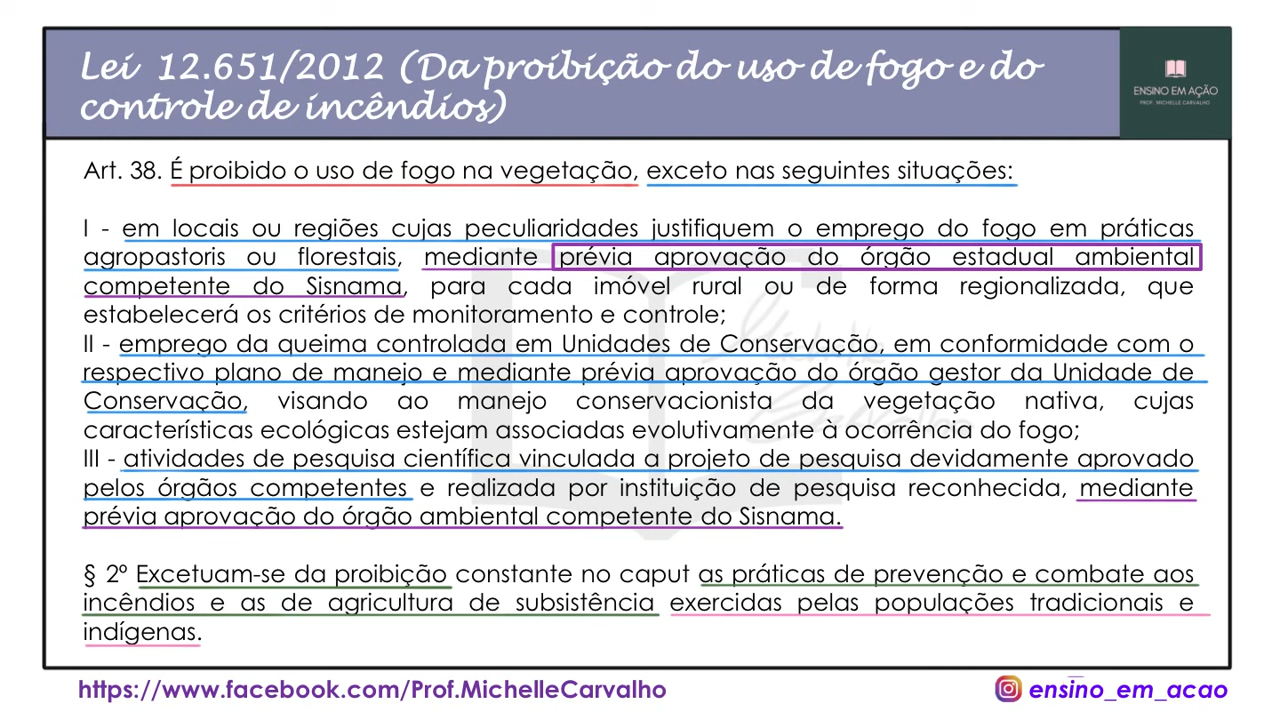 Lei 12.651/2012 (Da proibição do uso de fogo e do
controle de incêndios)
ENSINO EM AÇÃO
PROF. MICHELLE CARVALHO
Art. 38. É proibido o uso de fogo na vegetação, exceto nas seguintes situações:
I - em locais ou regiões cujas peculiaridades justifiquem o emprego do fogo em práticas
agropastoris ou florestais, mediante prévia aprovação do órgão estadual ambiental
competente do Sisnama, para cada imóvel rural ou de forma regionalizada, que
estabelecerá os critérios de monitoramento e controle;
II - emprego da queima controlada em Unidades de Conservação, em conformidade com o
respectivo plano de manejo e mediante prévia aprovação do órgão gestor da Unidade de
Conservação, visando ao manejo conservacionista da vegetação nativa, cujas
características ecológicas estejam associadas evolutivamente à ocorrência do fogo;
III - atividades de pesquisa científica vinculada a projeto de pesquisa devidamente aprovado
pelos órgãos competentes e realizada por instituição de pesquisa reconhecida, mediante
prévia aprovação do órgão ambiental competente do Sisnama.
§ 2º Excetuam-se da proibição constante no caput as práticas de prevenção e combate aos
incêndios e as de agricultura de subsistência exercidas pelas populações tradicionais e
indígenas.
https://www.facebook.com/Prof.MichelleCarvalho
ensino_em_acao